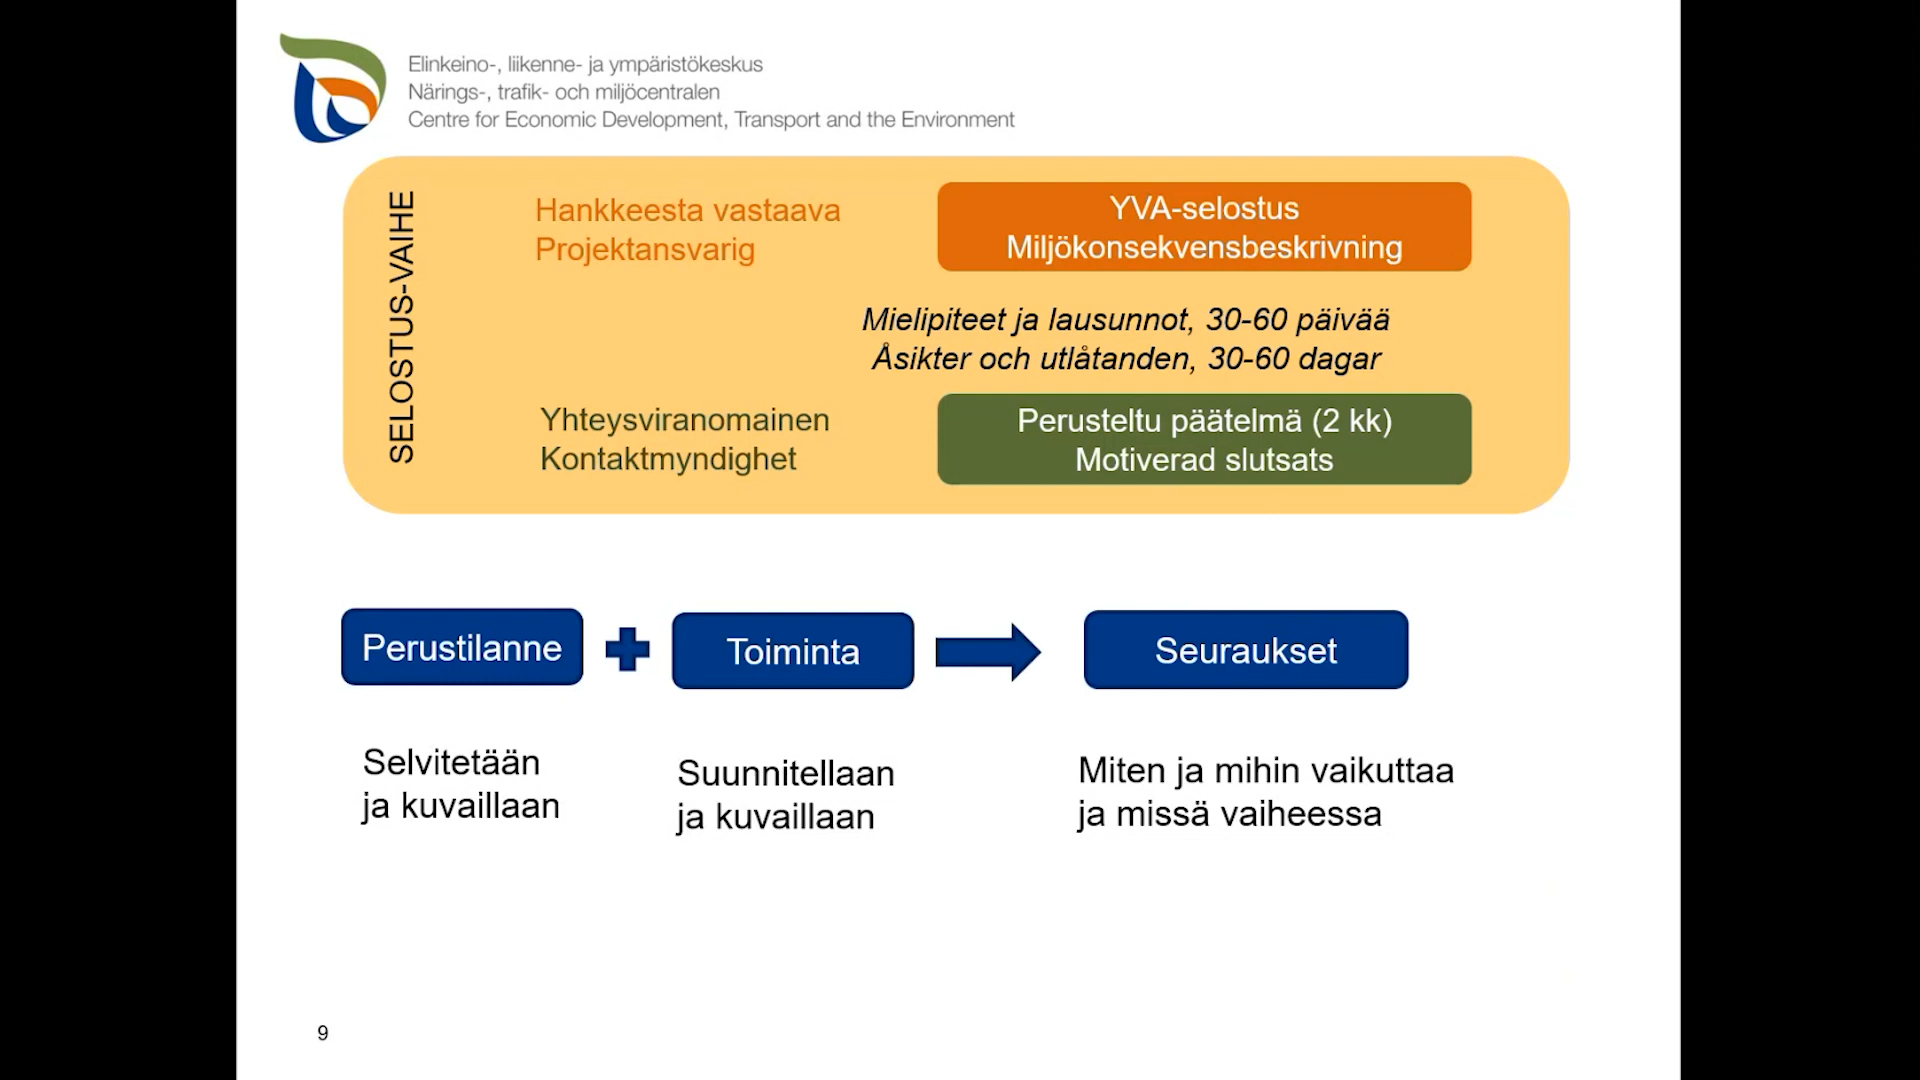 Elinkeino-, liikenne- ja ympäristökeskus
Närings-, trafik- och miljöcentralen
Centre for Economic Development, Transport and the Environment
SELOSTUS-VAIHE
Hankkeesta vastaava
Projektansvarig
YVA-selostus
Miljökonsekvensbeskrivning
Mielipiteet ja lausunnot, 30-60 päivää
Åsikter och utlåtanden, 30-60 dagar
Yhteysviranomainen
Kontaktmyndighet
Perusteltu päätelmä (2 kk)
Motiverad slutsats
Perustilanne
Toiminta
Seuraukset
Selvitetään
ja kuvaillaan
Suunnitellaan
ja kuvaillaan
Miten ja mihin vaikuttaa
ja missä vaiheessa
9